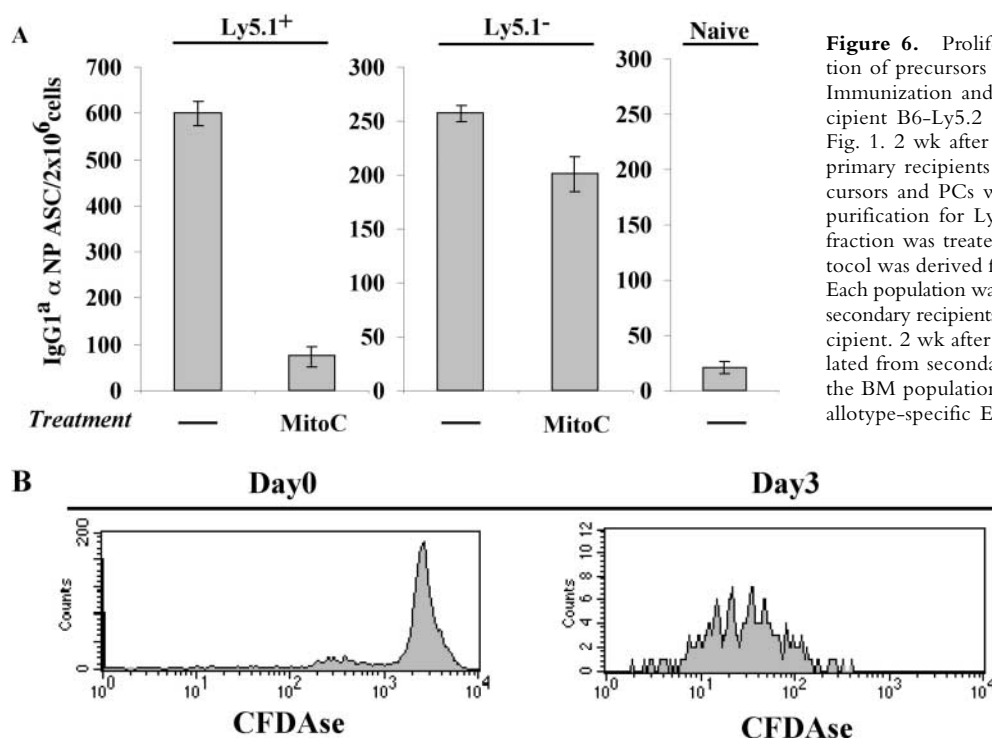 A
Ly5.1+
Ly5.1-
Naive
IgG1a α NP ASC/2x10^6 cells
700
600
500
400
300
200
100
0
300
250
200
150
100
50
0
300
250
200
150
100
50
0
Treatment
—
MitoC
—
MitoC
—
Figure 6. Prolif
tion of precursors
Immunization and
cipient B6-Ly5.2
Fig. 1. 2 wk after
primary recipients
cursors and PCs w
purification for Ly
fraction was treate
tocol was derived f
Each population wa
secondary recipients
cipient. 2 wk after
lated from seconda
the BM population
allotype-specific E
B
Day0
Day3
Counts
200
0
10^0
10^1
10^2
10^3
10^4
CFDAse
Counts
12
10
8
6
4
2
0
10^0
10^1
10^2
10^3
10^4
CFDAse